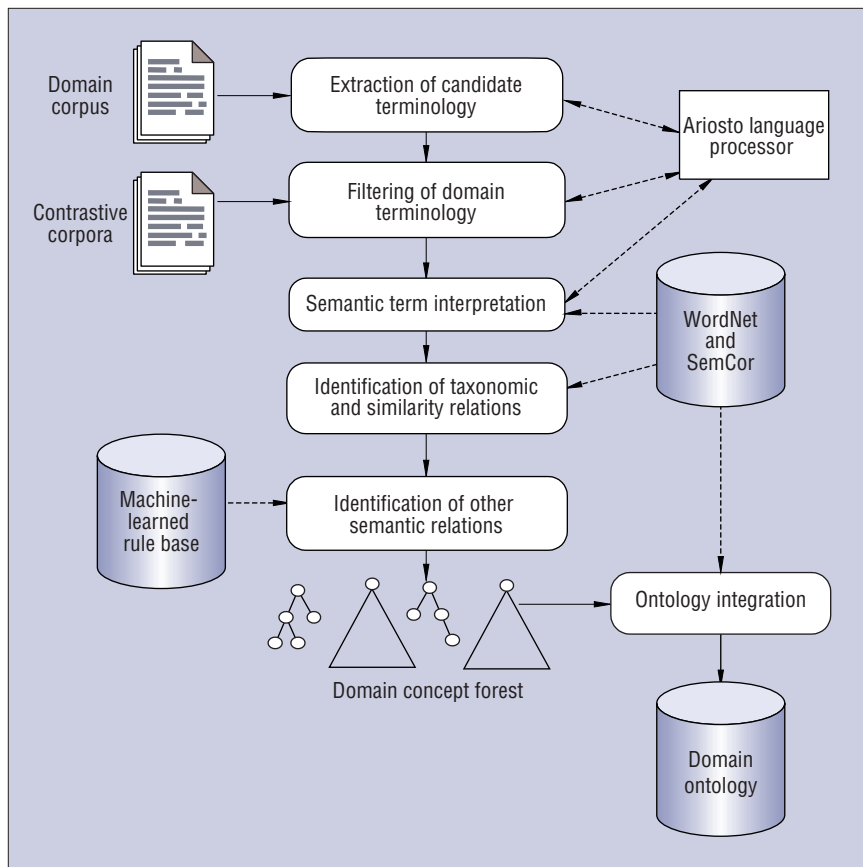 Domain
corpus
Extraction of candidate
terminology
Ariosto language
processor
Contrastive
corpora
Filtering of domain
terminology
Semantic term interpretation
WordNet
and
SemCor
Identification of taxonomic
and similarity relations
Machine-
learned
rule base
Identification of other
semantic relations
Ontology integration
Domain concept forest
Domain
ontology